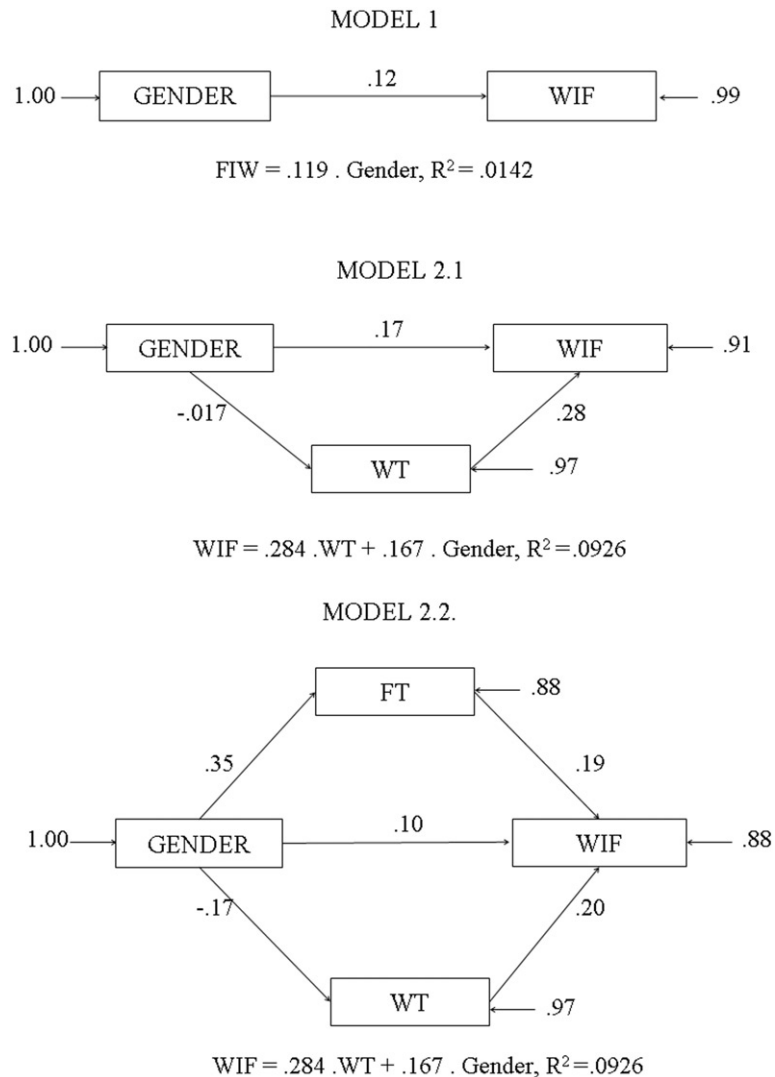 MODEL 1
.12
1.00 GENDER WIF .99
FIW = .119 . Gender, R² = .0142
MODEL 2.1
.17
1.00 GENDER WIF .91
-.017 .28
WT .97
WIF = .284 .WT + .167 . Gender, R² =.0926
MODEL 2.2.
FT .88
.35 .19
.10
1.00 GENDER WIF .88
-.17 .20
WT .97
WIF = .284 .WT + .167 . Gender, R² =.0926